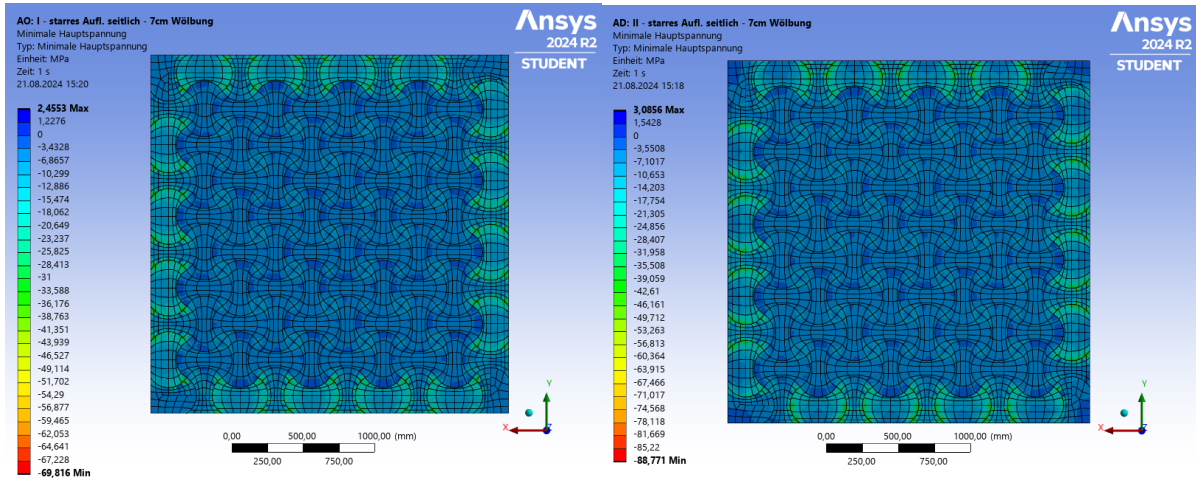 AO: I - starres Aufl. seitlich - 7cm Wölbung
Minimale Hauptspannung
Typ: Minimale Hauptspannung
Einheit: MPa
Zeit: 1 s
21.08.2024 15:20
2,4553 Max
1,2276
0
-3,4328
-6,8657
-10,299
-12,886
-15,474
-18,062
-20,649
-23,237
-25,825
-28,413
-31
-33,588
-36,176
-38,763
-41,351
-43,939
-46,527
-49,114
-51,702
-54,29
-56,877
-59,465
-62,053
-64,641
-67,228
-69,816 Min
Ansys
2024 R2
STUDENT
Y
X
Z
0,00 500,00 1000,00 (mm)
250,00 750,00
AD: II - starres Aufl. seitlich - 7cm Wölbung
Minimale Hauptspannung
Typ: Minimale Hauptspannung
Einheit: MPa
Zeit: 1 s
21.08.2024 15:18
3,0856 Max
1,5428
0
-3,5508
-7,1017
-10,653
-14,203
-17,754
-21,305
-24,856
-28,407
-31,958
-35,508
-39,059
-42,61
-46,161
-49,712
-53,263
-56,813
-60,364
-63,915
-67,466
-71,017
-74,568
-78,118
-81,669
-85,22
-88,771 Min
Ansys
2024 R2
STUDENT
Y
X
Z
0,00 500,00 1000,00 (mm)
250,00 750,00